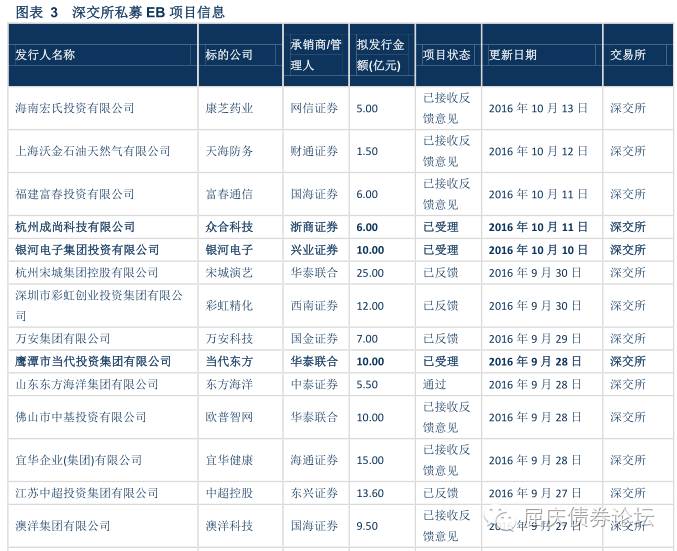 图表 3 深交所私募 EB 项目信息
发行人名称 标的公司 承销商/管理人 拟发行金额(亿元) 项目状态 更新日期 交易所
海南宏氏投资有限公司 康芝药业 网信证券 5.00 已接收反馈意见 2016 年 10 月 13 日 深交所
上海沃金石油天然气有限公司 天海防务 财通证券 1.50 已接收反馈意见 2016 年 10 月 12 日 深交所
福建富春投资有限公司 富春通信 国海证券 6.00 已接收反馈意见 2016 年 10 月 11 日 深交所
杭州成尚科技有限公司 众合科技 浙商证券 6.00 已受理 2016 年 10 月 11 日 深交所
银河电子集团投资有限公司 银河电子 兴业证券 10.00 已受理 2016 年 10 月 10 日 深交所
杭州宋城集团控股有限公司 宋城演艺 华泰联合 25.00 已反馈 2016 年 9 月 30 日 深交所
深圳市彩虹创业投资集团有限公司 彩虹精化 西南证券 12.00 已反馈 2016 年 9 月 30 日 深交所
万安集团有限公司 万安科技 国金证券 7.00 已反馈 2016 年 9 月 29 日 深交所
鹰潭市当代投资集团有限公司 当代东方 华泰联合 10.00 已受理 2016 年 9 月 28 日 深交所
山东东方海洋集团有限公司 东方海洋 中泰证券 5.50 通过 2016 年 9 月 28 日 深交所
佛山市中基投资有限公司 欧普智网 华泰联合 10.00 已接收反馈意见 2016 年 9 月 28 日 深交所
宜华企业(集团)有限公司 宜华健康 海通证券 15.00 已接收反馈意见 2016 年 9 月 28 日 深交所
江苏中超投资集团有限公司 中超控股 东兴证券 13.60 已反馈 2016 年 9 月 27 日 深交所
澳洋集团有限公司 澳洋科技 国海证券 9.50 已接收反馈意见 2016 年 9 月 27 日 深交所
屈庆债券论坛